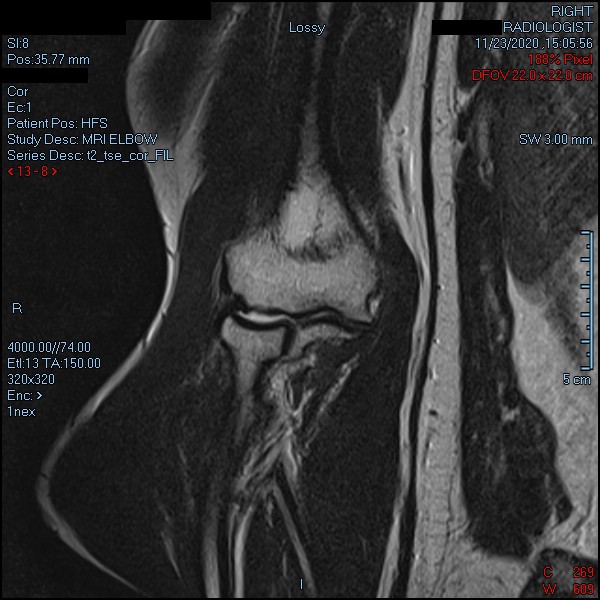 Lossy
RIGHT
RADIOLOGIST
11/23/2020 ,15:05:56
188% Pixel
DFOV 22.0 x 22.0 cm
SW 3.00 mm
SI:8
Pos:35.77 mm
Cor
Ec:1
Patient Pos: HFS
Study Desc: MRI ELBOW
Series Desc: t2_tse_cor_FIL
< 13 - 8 >
R
4000.00//74.00
Etl:13 TA:150.00
320x320
Enc: >
1nex
5 cm
I
C 269
W 609